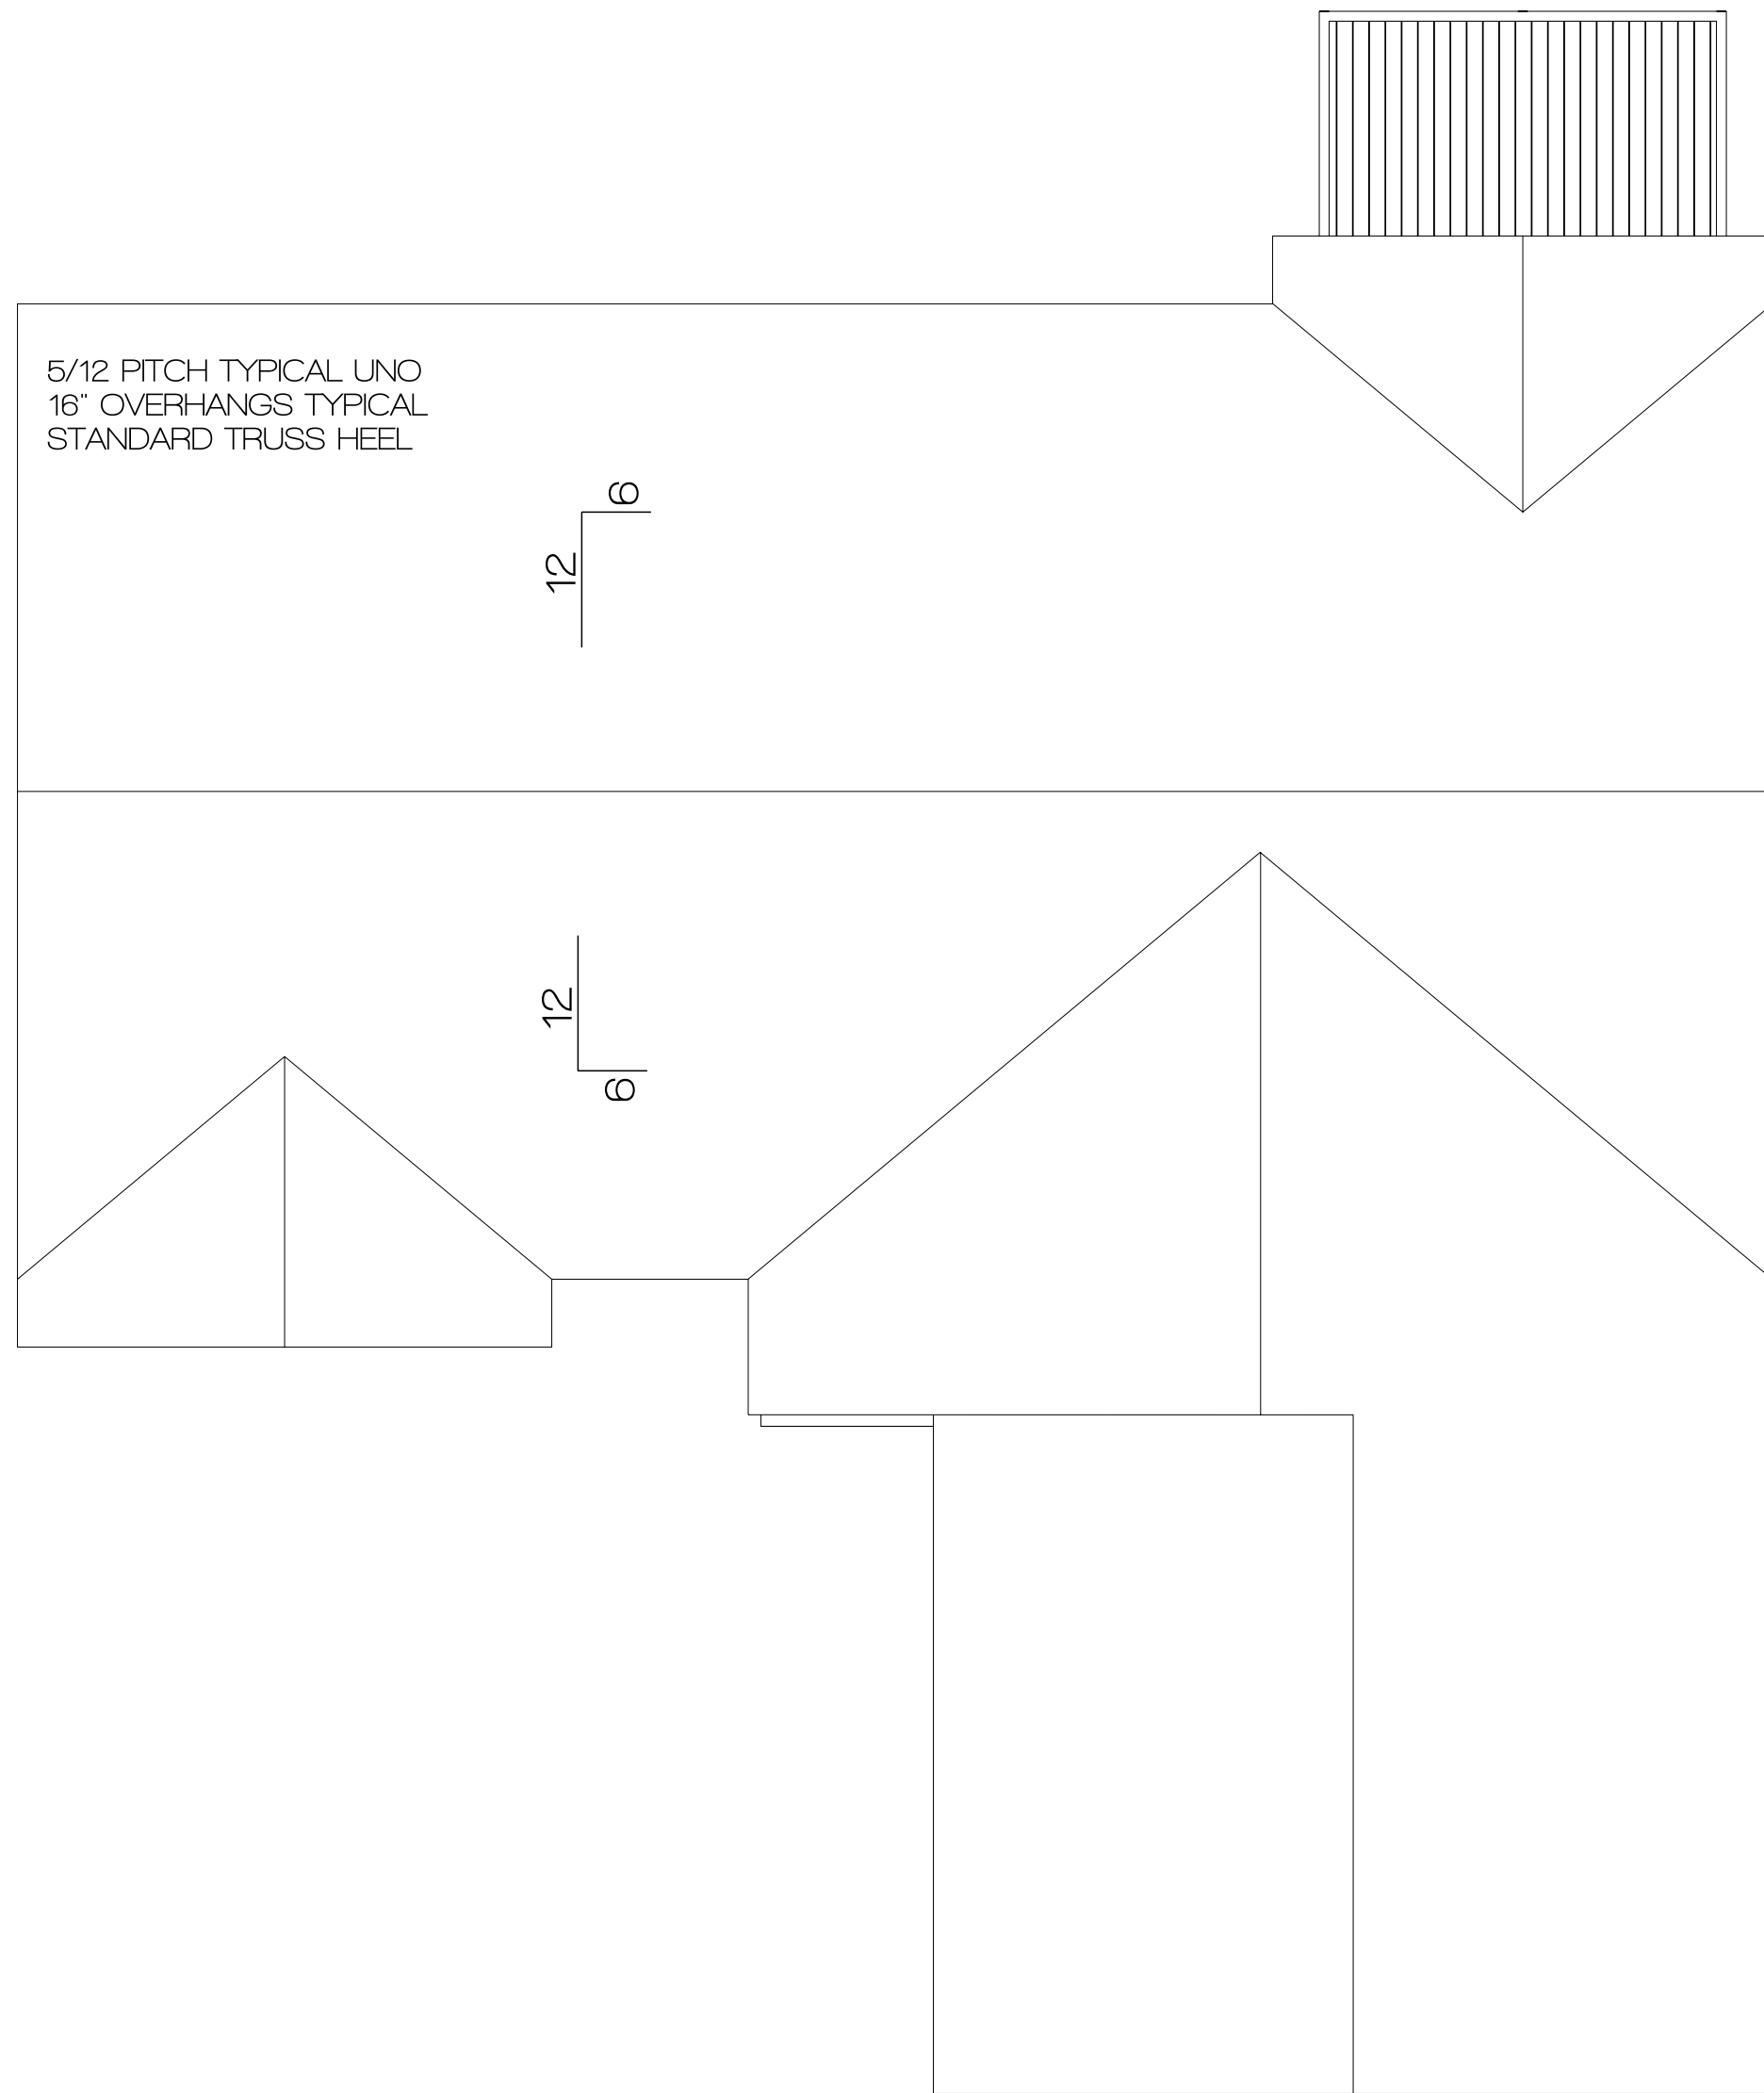 5/12 PITCH TYPICAL UNO
16" OVERHANGS TYPICAL
STANDARD TRUSS HEEL
6
12
12
6